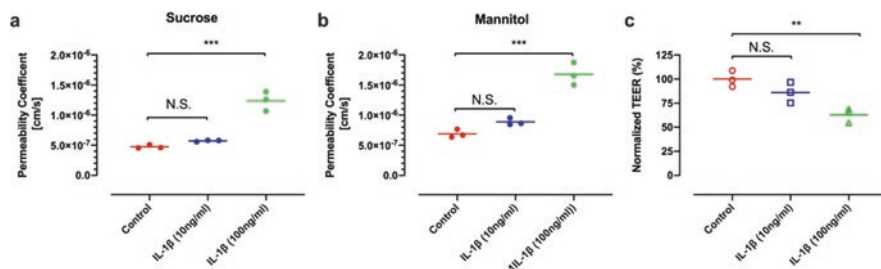 a
Sucrose
Permeability Coefficent
[cm/s]
2.0×10⁻⁶
1.5×10⁻⁶
1.0×10⁻⁶
5.0×10⁻⁷
0.0
***
N.S.
Control
IL-1β (10ng/ml)
IL-1β (100ng/ml)
b
Mannitol
Permeability Coefficent
[cm/s]
2.0×10⁻⁶
1.5×10⁻⁶
1.0×10⁻⁶
5.0×10⁻⁷
0.0
***
N.S.
Control
IL-1β (10ng/ml)
IIL-1β (100ng/ml))
c
Normalized TEER (%)
125
100
75
50
25
0
**
N.S.
Control
IL-1β (10ng/ml)
IL-1β (100ng/ml)